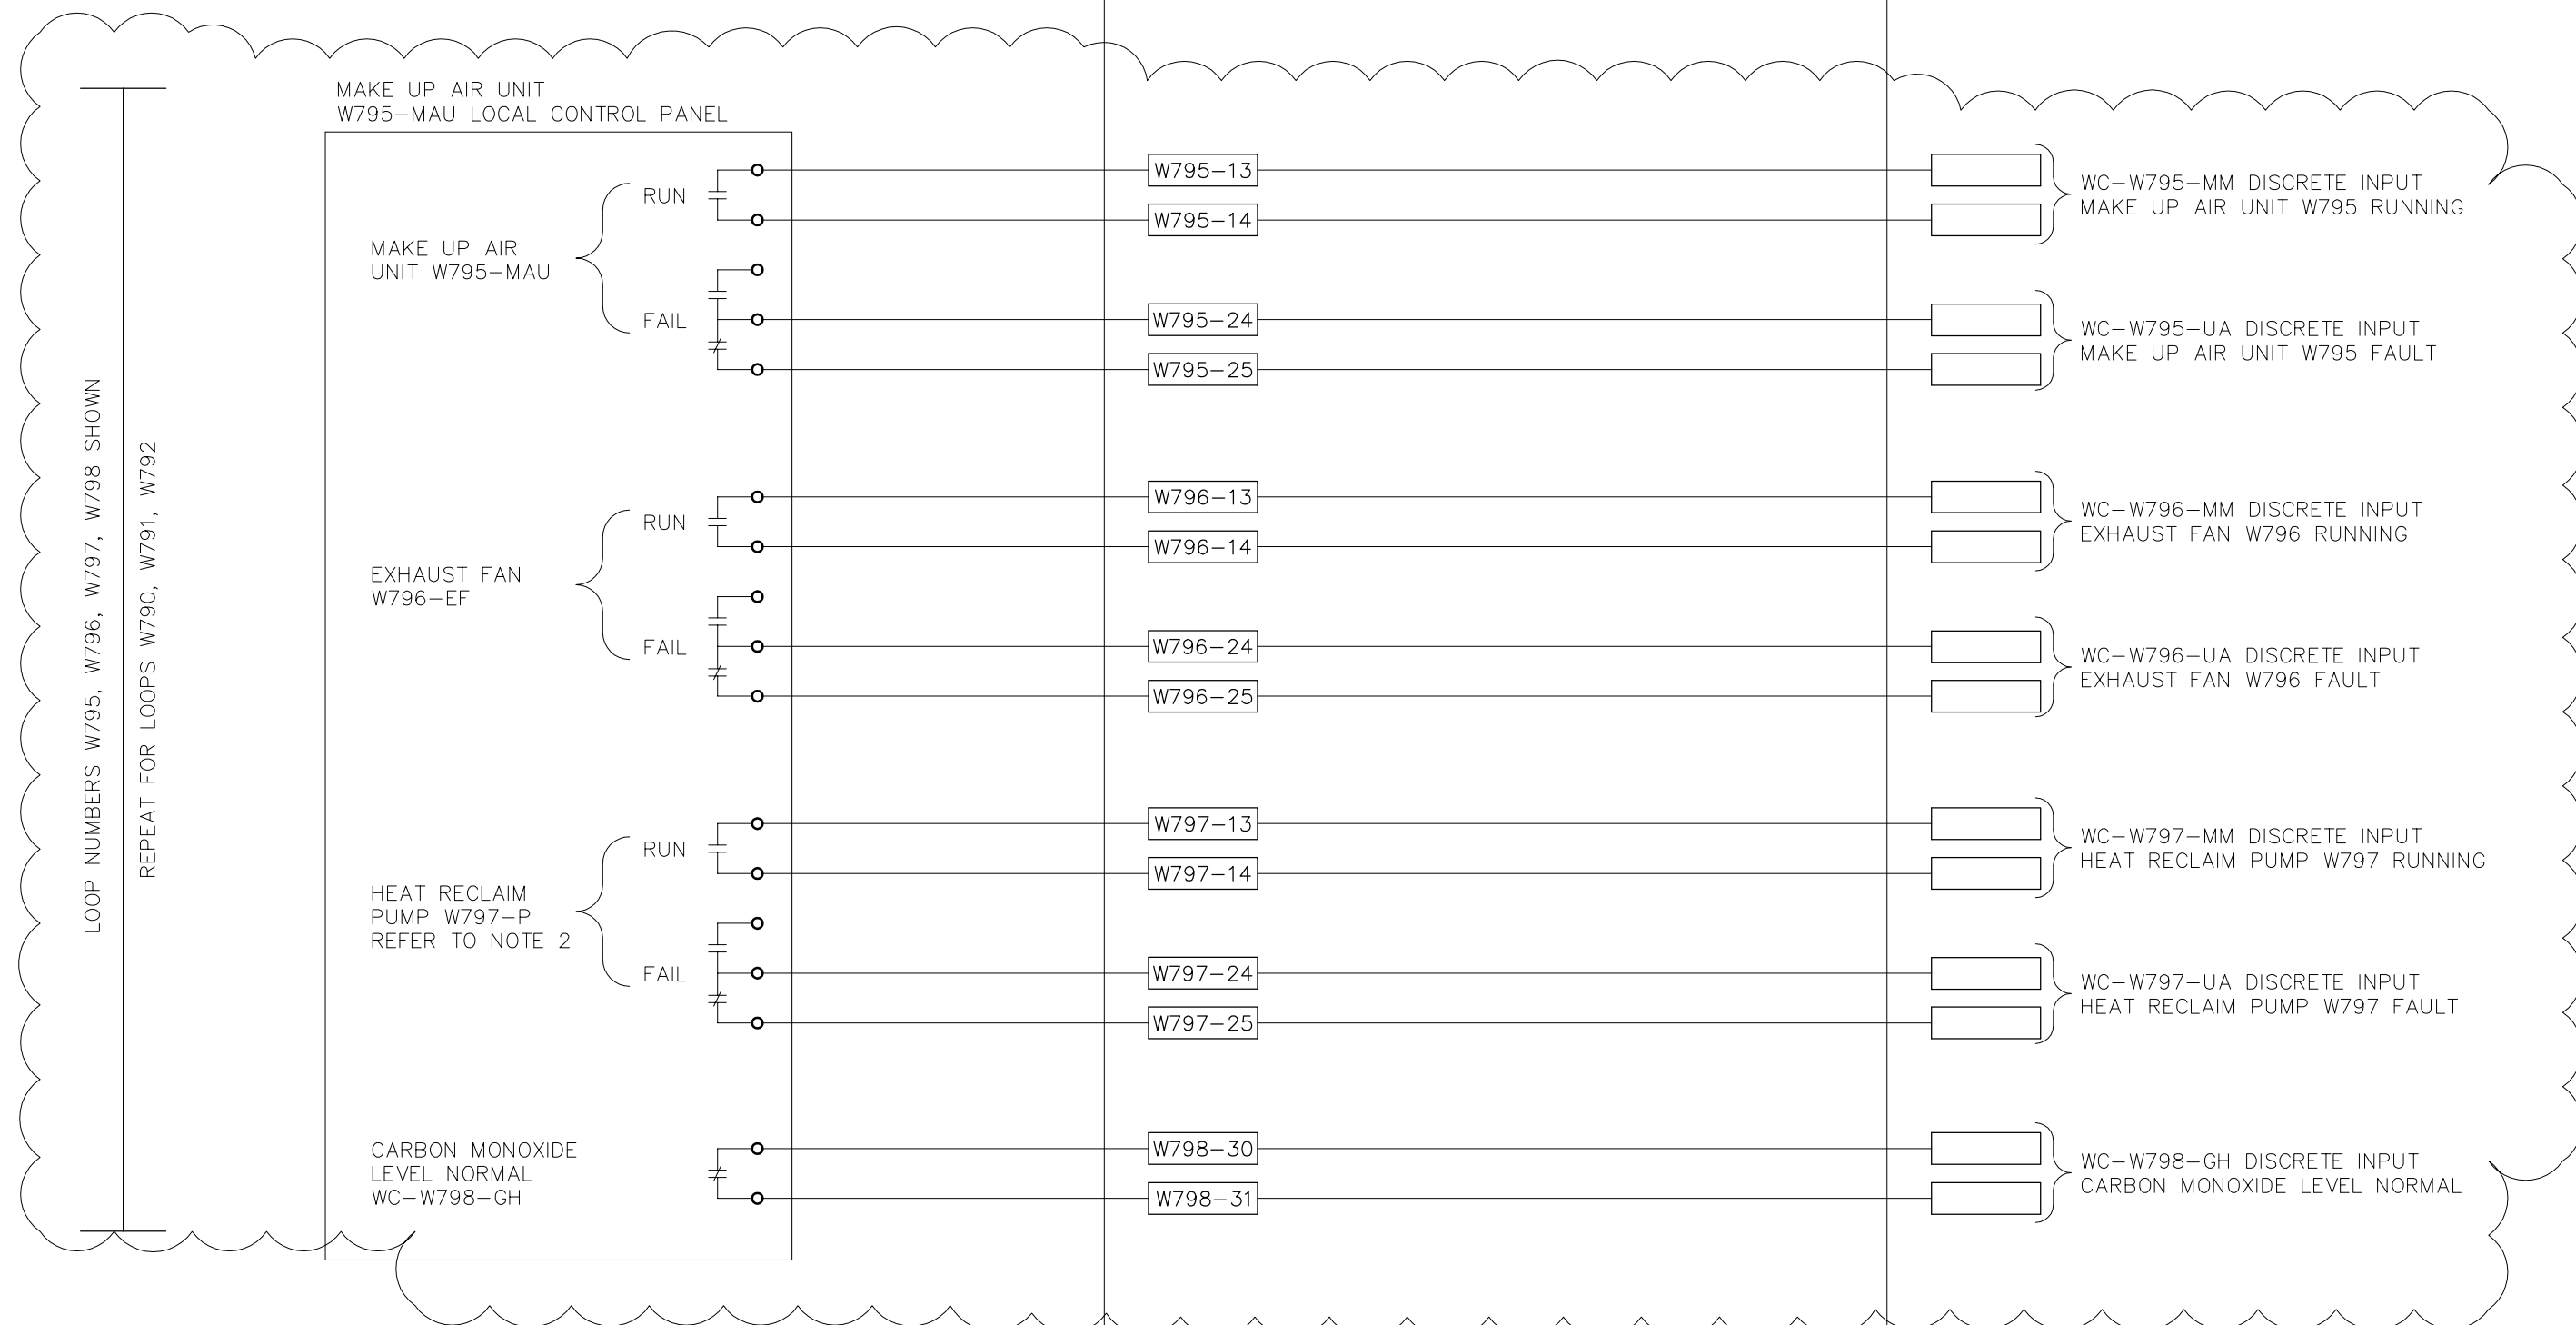 MAKE UP AIR UNIT
W795-MAU LOCAL CONTROL PANEL
LOOP NUMBERS W795, W796, W797, W798 SHOWN
REPEAT FOR LOOPS W790, W791, W792
MAKE UP AIR
UNIT W795-MAU
RUN
FAIL
W795-13
W795-14
W795-24
W795-25
WC-W795-MM DISCRETE INPUT
MAKE UP AIR UNIT W795 RUNNING
WC-W795-UA DISCRETE INPUT
MAKE UP AIR UNIT W795 FAULT
EXHAUST FAN
W796-EF
RUN
FAIL
W796-13
W796-14
W796-24
W796-25
WC-W796-MM DISCRETE INPUT
EXHAUST FAN W796 RUNNING
WC-W796-UA DISCRETE INPUT
EXHAUST FAN W796 FAULT
HEAT RECLAIM
PUMP W797-P
REFER TO NOTE 2
RUN
FAIL
W797-13
W797-14
W797-24
W797-25
WC-W797-MM DISCRETE INPUT
HEAT RECLAIM PUMP W797 RUNNING
WC-W797-UA DISCRETE INPUT
HEAT RECLAIM PUMP W797 FAULT
CARBON MONOXIDE
LEVEL NORMAL
WC-W798-GH
W798-30
W798-31
WC-W798-GH DISCRETE INPUT
CARBON MONOXIDE LEVEL NORMAL